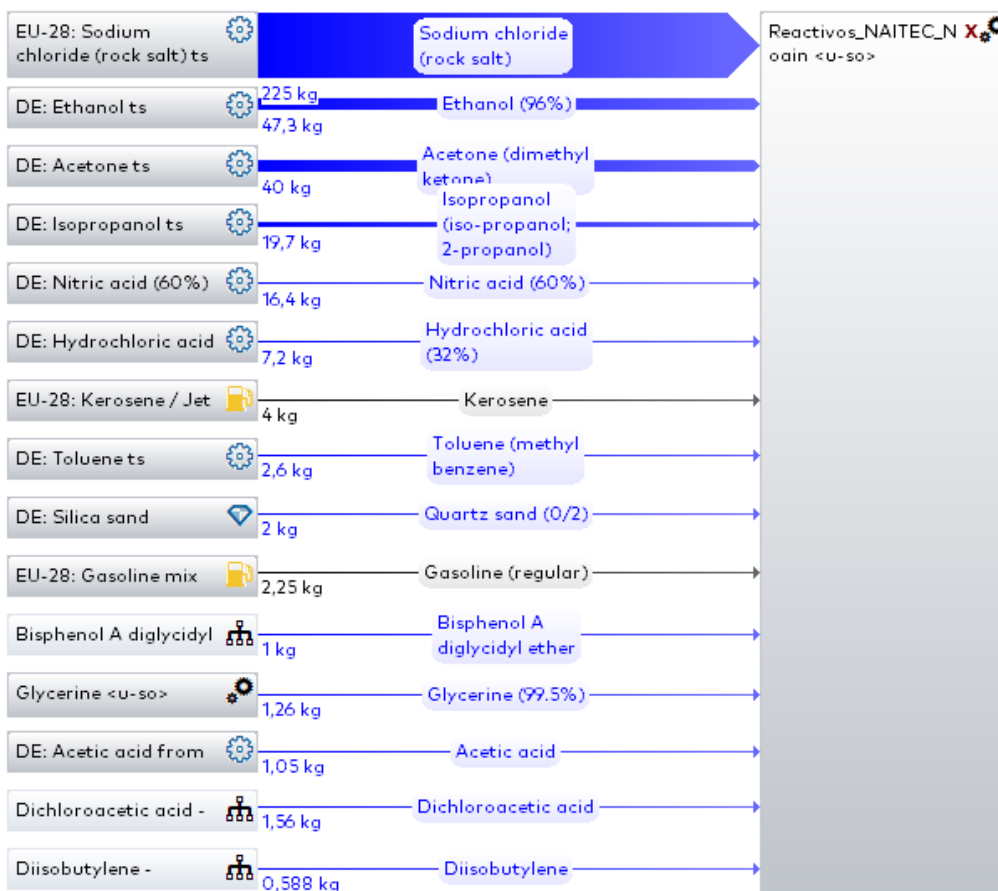 EU-28: Sodium
chloride (rock salt) ts
Sodium chloride
(rock salt)
Reactivos_NAITEC_N
oain <u-so>
X
225 kg
DE: Ethanol ts
Ethanol (96%)
47,3 kg
DE: Acetone ts
Acetone (dimethyl
ketone)
40 kg
DE: Isopropanol ts
Isopropanol
(iso-propanol;
2-propanol)
19,7 kg
DE: Nitric acid (60%)
Nitric acid (60%)
16,4 kg
DE: Hydrochloric acid
Hydrochloric acid
(32%)
7,2 kg
EU-28: Kerosene / Jet
Kerosene
4 kg
DE: Toluene ts
Toluene (methyl
benzene)
2,6 kg
DE: Silica sand
Quartz sand (0/2)
2 kg
EU-28: Gasoline mix
Gasoline (regular)
2,25 kg
Bisphenol A diglycidyl
Bisphenol A
diglycidyl ether
1 kg
Glycerine <u-so>
Glycerine (99.5%)
1,26 kg
DE: Acetic acid from
Acetic acid
1,05 kg
Dichloroacetic acid -
Dichloroacetic acid
1,56 kg
Diisobutylene -
Diisobutylene
0,588 kg